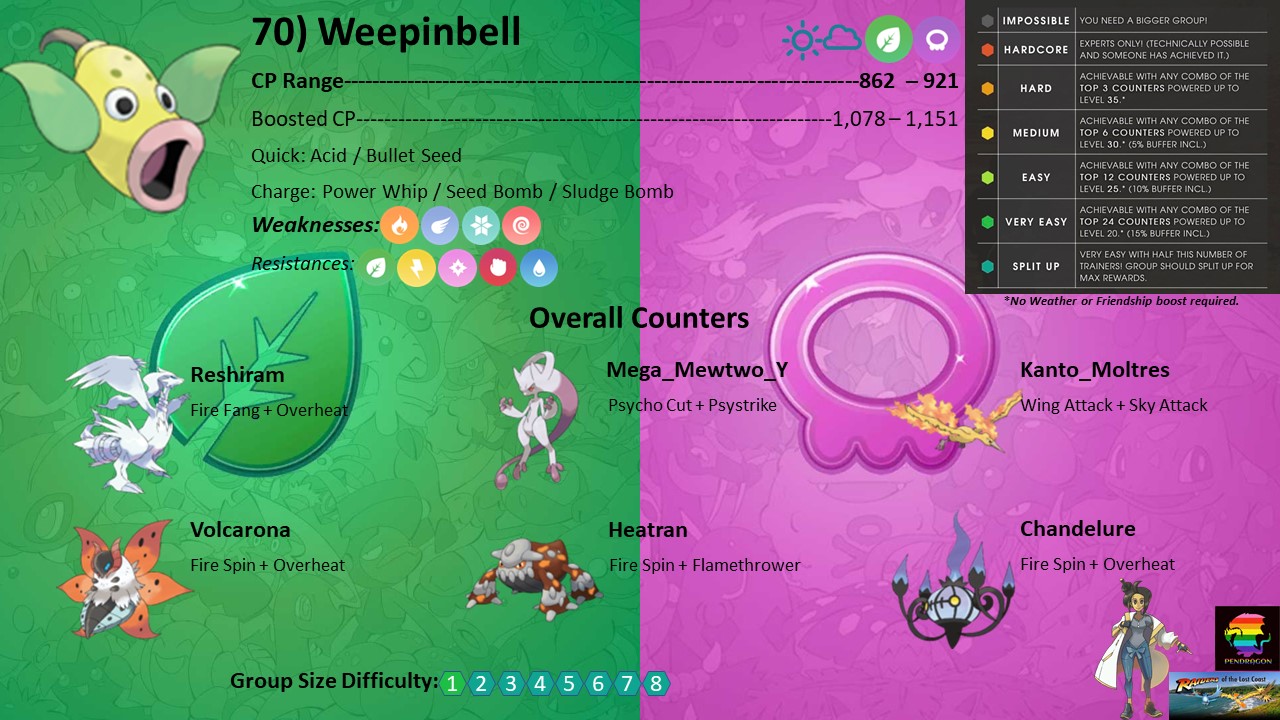 70) Weepinbell
CP Range------------------------------------------------------------------------862 – 921
Boosted CP--------------------------------------------------------------------1,078 – 1,151
Quick: Acid / Bullet Seed
Charge: Power Whip / Seed Bomb / Sludge Bomb
Weaknesses:
Resistances:
IMPOSSIBLE YOU NEED A BIGGER GROUP!
HARDCORE EXPERTS ONLY! (TECHNICALLY POSSIBLE
AND SOMEONE HAS ACHIEVED IT.)
HARD ACHIEVABLE WITH ANY COMBO OF THE
TOP 3 COUNTERS POWERED UP TO
LEVEL 35.*
MEDIUM ACHIEVABLE WITH ANY COMBO OF THE
TOP 6 COUNTERS POWERED UP TO
LEVEL 30.* (5% BUFFER INCL.)
EASY ACHIEVABLE WITH ANY COMBO OF THE
TOP 12 COUNTERS POWERED UP TO
LEVEL 25.* (10% BUFFER INCL.)
VERY EASY ACHIEVABLE WITH ANY COMBO OF THE
TOP 24 COUNTERS POWERED UP TO
LEVEL 20.* (15% BUFFER INCL.)
SPLIT UP VERY EASY WITH HALF THIS NUMBER OF
TRAINERS! GROUP SHOULD SPLIT UP FOR
MAX REWARDS.
*No Weather or Friendship boost required.
Overall Counters
Reshiram
Fire Fang + Overheat
Mega_Mewtwo_Y
Psycho Cut + Psystrike
Kanto_Moltres
Wing Attack + Sky Attack
Volcarona
Fire Spin + Overheat
Heatran
Fire Spin + Flamethrower
Chandelure
Fire Spin + Overheat
Group Size Difficulty: 1 2 3 4 5 6 7 8
PENDRAGON
RAIDERS of the Lost Coast